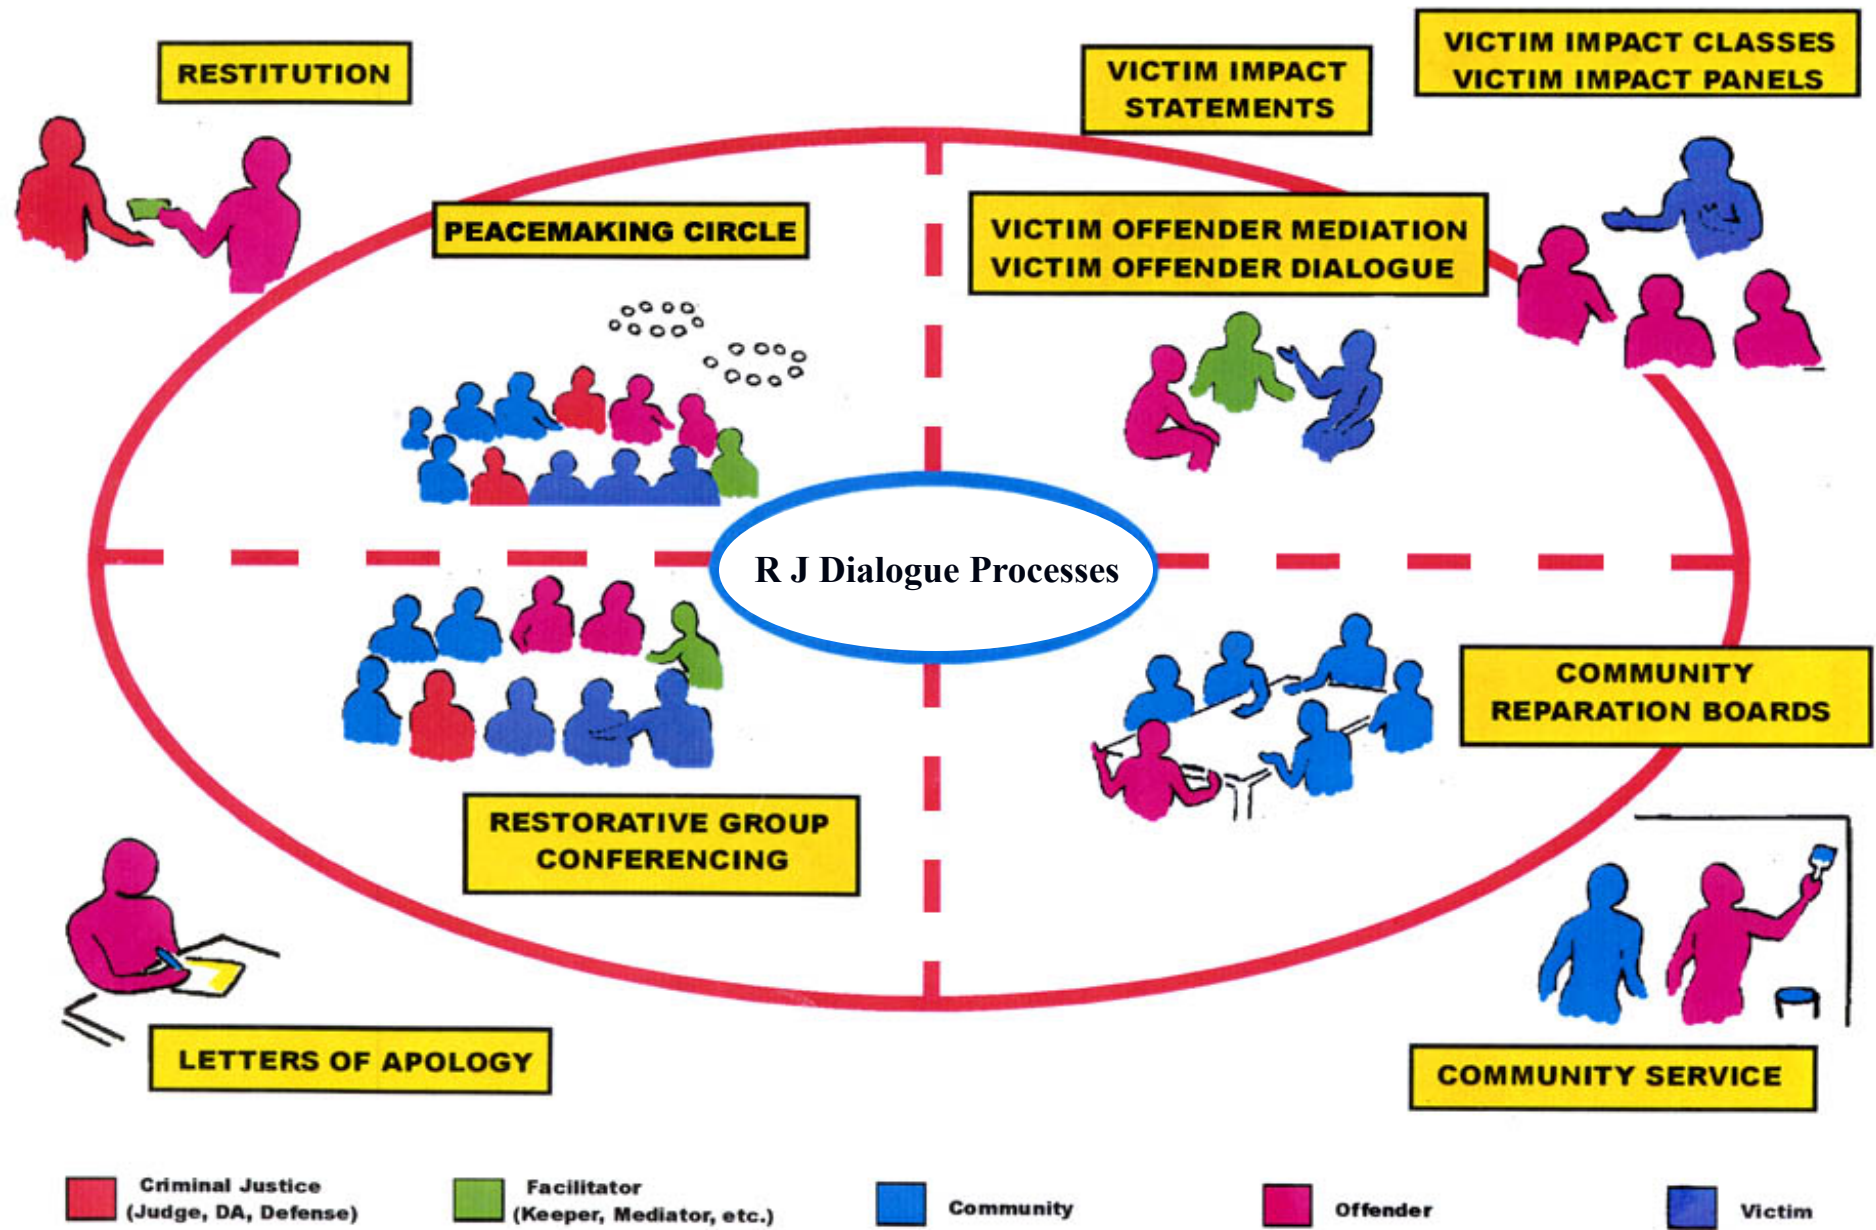 RESTITUTION
VICTIM IMPACT
STATEMENTS
VICTIM IMPACT CLASSES
VICTIM IMPACT PANELS
PEACEMAKING CIRCLE
VICTIM OFFENDER MEDIATION
VICTIM OFFENDER DIALOGUE
R J Dialogue Processes
COMMUNITY
REPARATION BOARDS
RESTORATIVE GROUP
CONFERENCING
LETTERS OF APOLOGY
COMMUNITY SERVICE
Criminal Justice
(Judge, DA, Defense)
Facilitator
(Keeper, Mediator, etc.)
Community
Offender
Victim